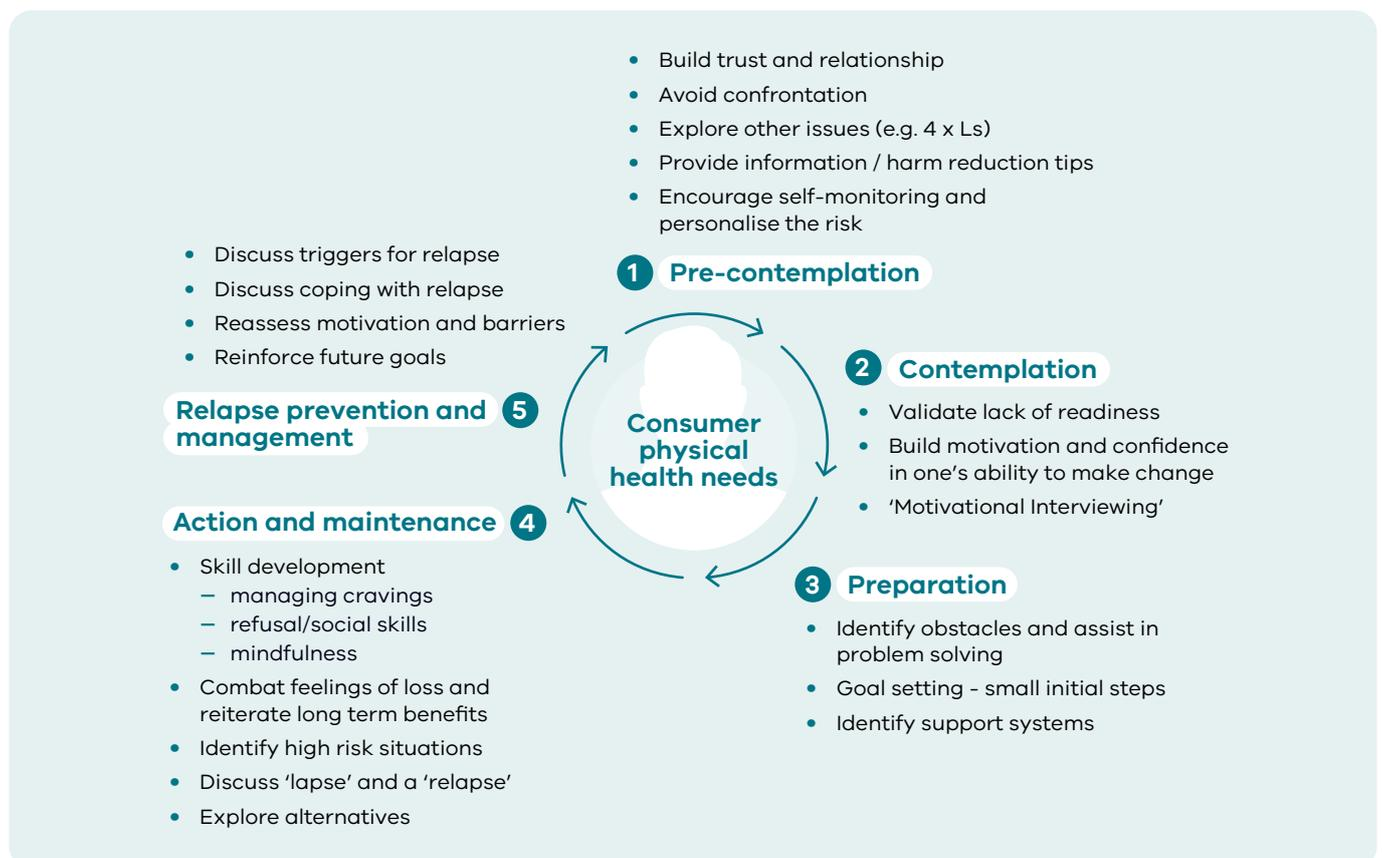 • Build trust and relationship
• Avoid confrontation
• Explore other issues (e.g. 4 x Ls)
• Provide information / harm reduction tips
• Encourage self-monitoring and
personalise the risk
1 Pre-contemplation
2 Contemplation
• Validate lack of readiness
• Build motivation and confidence
in one's ability to make change
• ‘Motivational Interviewing’
3 Preparation
• Identify obstacles and assist in
problem solving
• Goal setting - small initial steps
• Identify support systems
Action and maintenance 4
• Skill development
– managing cravings
– refusal/social skills
– mindfulness
• Combat feelings of loss and
reiterate long term benefits
• Identify high risk situations
• Discuss ‘lapse’ and a ‘relapse’
• Explore alternatives
• Discuss triggers for relapse
• Discuss coping with relapse
• Reassess motivation and barriers
• Reinforce future goals
Relapse prevention and 5
management
Consumer
physical
health needs